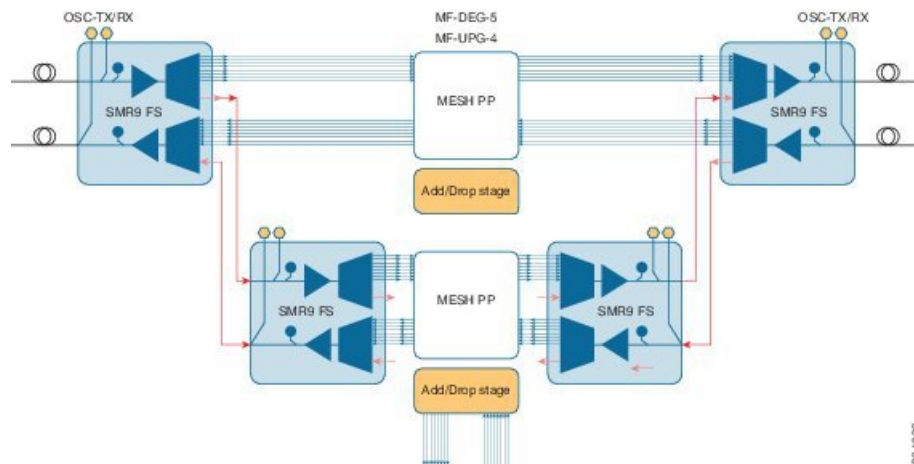 OSC-TX/RX
MF-DEG-5
OSC-TX/RX
MF-UPG-4
SMR9 FS
MESH PP
SMR9 FS
Add/Drop stage
SMR9 FS
MESH PP
SMR9 FS
Add/Drop stage